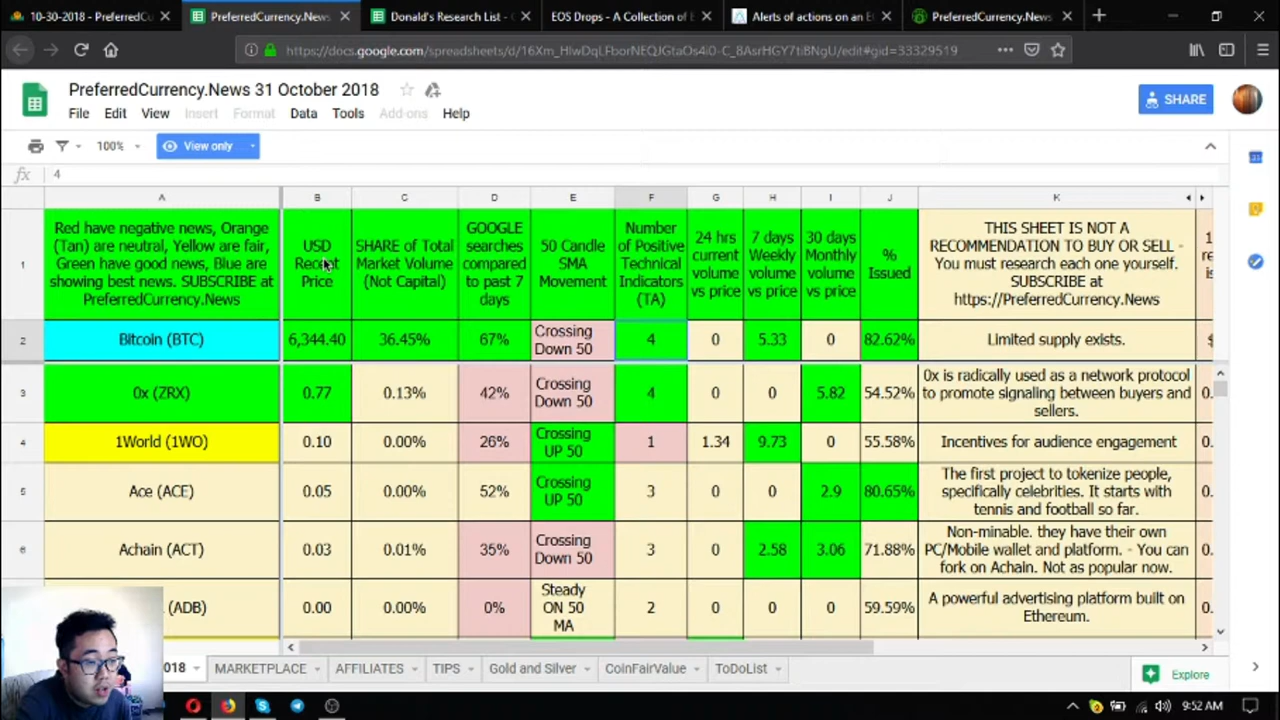 10-30-2018 - PreferredCurrency.
PreferredCurrency.News
Donald's Research List -
EOS Drops - A Collection of
Alerts of actions on an
PreferredCurrency.News
https://docs.google.com/spreadsheets/d/16Xm_HlwDqLFborNEQJGtaOs4i0-C_8AsrHGY7tiBNgU/edit#gid=33329519
PreferredCurrency.News 31 October 2018
SHARE
File Edit View Insert Format Data Tools Add-ons Help
100% View only
fx 4
A B C D E F G H I J K
1
Red have negative news, Orange
(Tan) are neutral, Yellow are fair,
Green have good news, Blue are
showing best news. SUBSCRIBE at
PreferredCurrency.News
USD
Recent
Price
SHARE of Total
Market Volume
(Not Capital)
GOOGLE
searches
compared
to past 7
days
50 Candle
SMA
Movement
Number
of Positive
Technical
Indicators
(TA)
24 hrs
current
volume
vs price
7 days
Weekly
volume
vs price
30 days
Monthly
volume
vs price
%
Issued
THIS SHEET IS NOT A
RECOMMENDATION TO BUY OR SELL -
You must research each one yourself.
SUBSCRIBE at
https://PreferredCurrency.News
2 Bitcoin (BTC) 6,344.40 36.45% 67% Crossing
Down 50
4 0 5.33 0 82.62% Limited supply exists.
3 0x (ZRX) 0.77 0.13% 42% Crossing
Down 50
4 0 5.82 54.52% 0x is radically used as a network protocol
to promote signaling between buyers and
sellers.
4 1World (1WO) 0.10 0.00% 26% Crossing
UP 50
1 1.34 9.73 0 55.58% Incentives for audience engagement
5 Ace (ACE) 0.05 0.00% 52% Crossing
UP 50
3 0 0 2.9 80.65% The first project to tokenize people,
specifically celebrities. It starts with
tennis and football so far.
6 Achain (ACT) 0.03 0.01% 35% Crossing
Down 50
3 0 2.58 3.06 71.88% Non-minable. they have their own
PC/Mobile wallet and platform. - You can
fork on Achain. Not as popular now.
(ADB) 0.00 0.00% 0% Steady
ON 50
MA
2 0 0 0 59.59% A powerful advertising platform built on
Ethereum.
2018 MARKETPLACE AFFILIATES TIPS Gold and Silver CoinFairValue ToDoList
Explore
9:52 AM